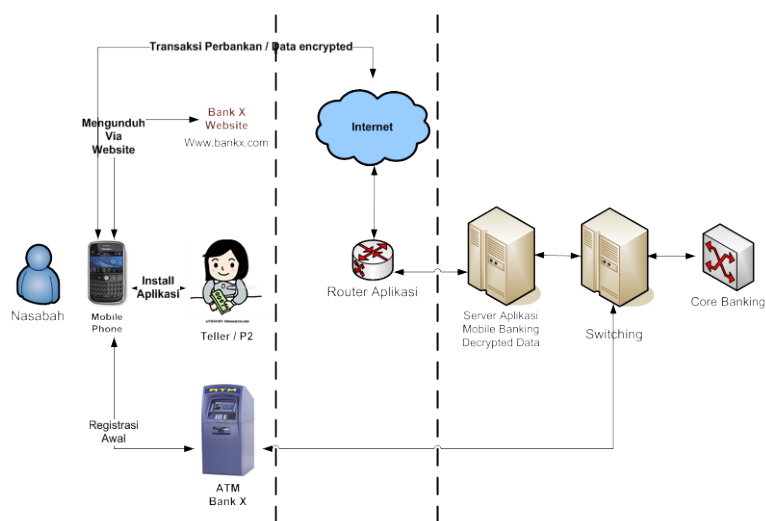 Transaksi Perbankan / Data encrypted
Bank X
Website
Www.bankx.com
Mengunduh
Via
Website
Internet
Install
Aplikasi
Nasabah
Mobile
Phone
Teller / P2
Router Aplikasi
Server Aplikasi
Mobile Banking
Decrypted Data
Switching
Core Banking
Registrasi
Awal
ATM
ATM
Bank X